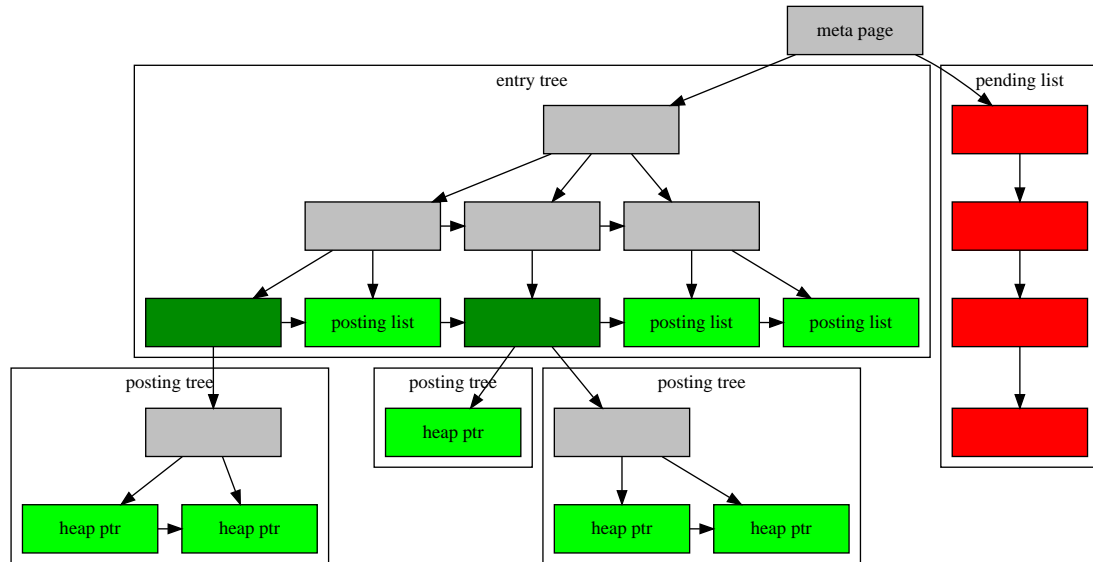 meta page
entry tree
pending list
posting list
posting list
posting list
posting tree
posting tree
posting tree
heap ptr
heap ptr
heap ptr
heap ptr
heap ptr